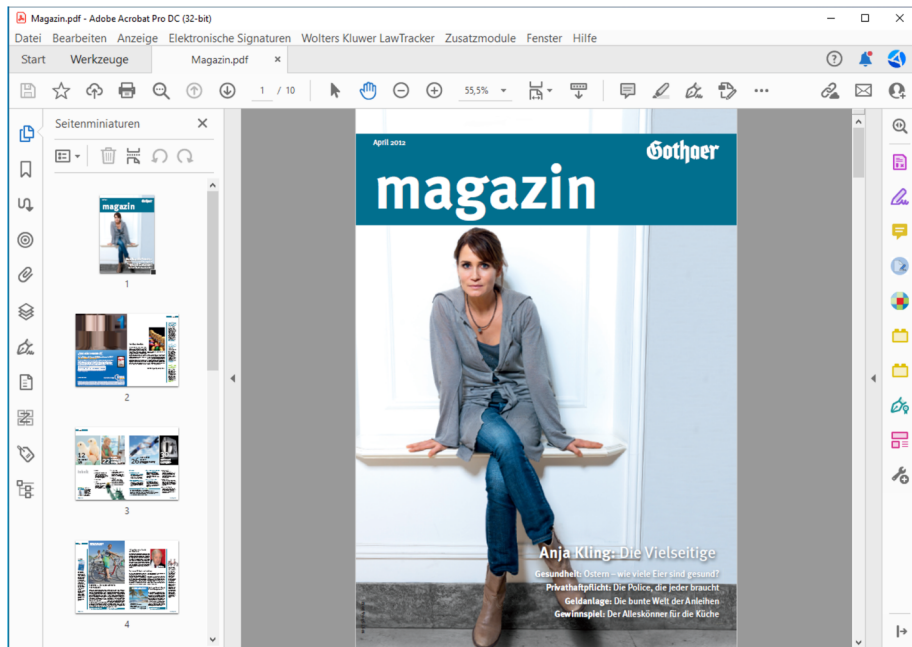 Magazin.pdf - Adobe Acrobat Pro DC (32-bit)
Datei Bearbeiten Anzeige Elektronische Signaturen Wolters Kluwer LawTracker Zusatzmodule Fenster Hilfe
Start Werkzeuge Magazin.pdf ×
1 / 10 55,5%
Seitenminiaturen
magazin
1
2
3
4
April 2012
Gothaer
magazin
Anja Kling: Die Vielseitige
Gesundheit: Ostern – wie viele Eier sind gesund?
Privathaftpflicht: Die Police, die jeder braucht
Geldanlage: Die bunte Welt der Anleihen
Gewinnspiel: Der Alleskönner für die Küche